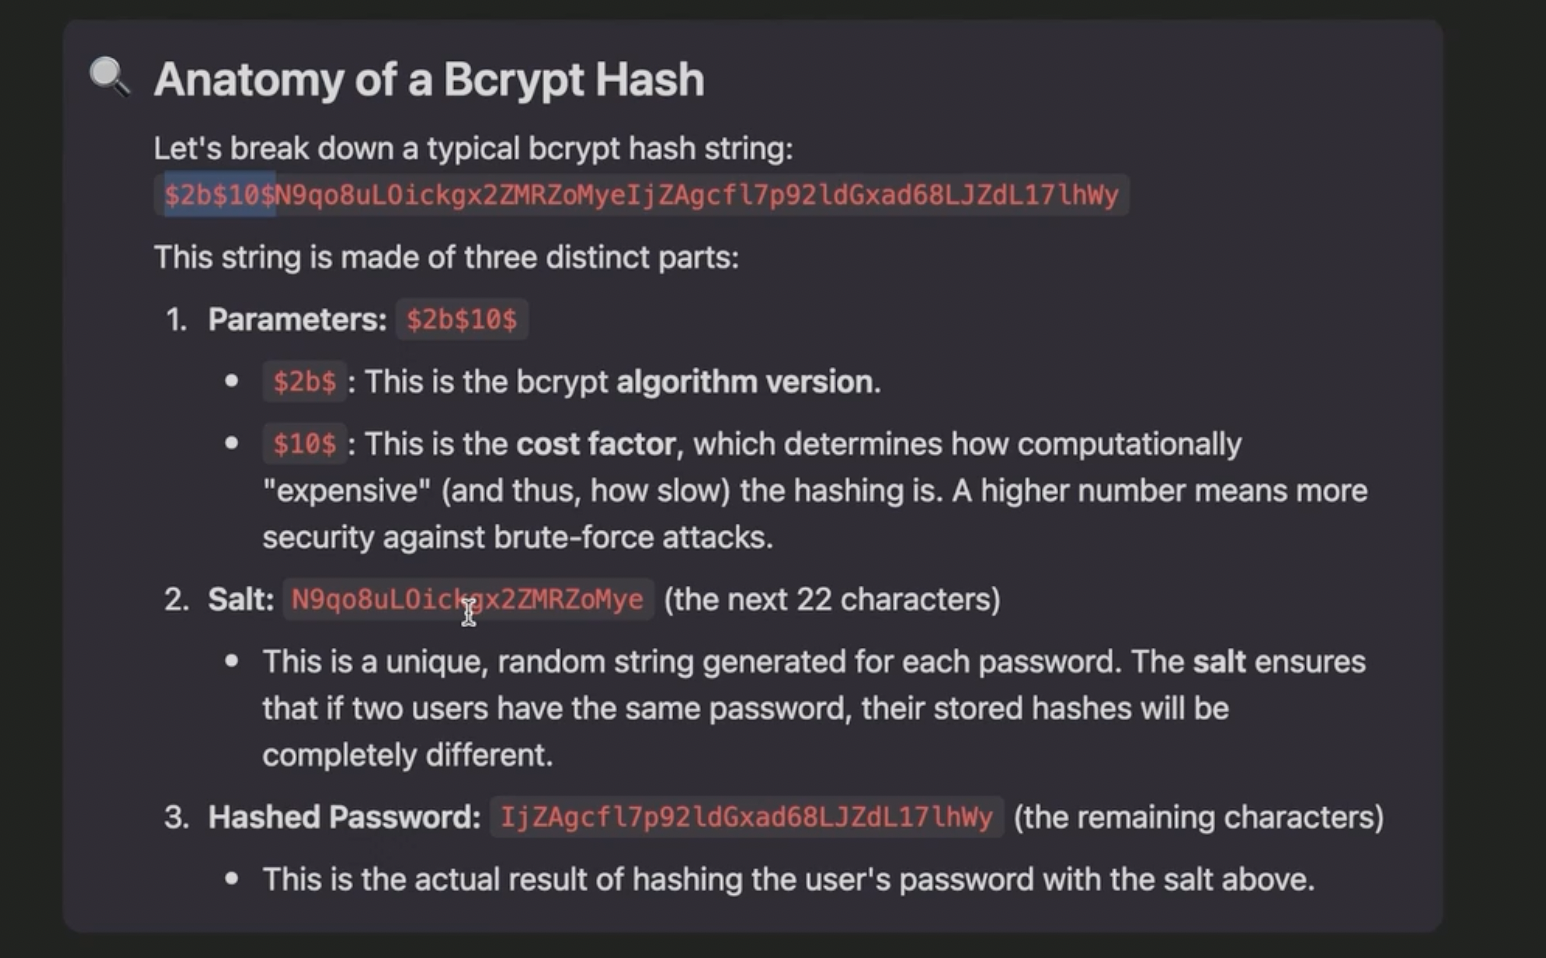 Anatomy of a Bcrypt Hash
Let's break down a typical bcrypt hash string:
$2b$10$N9qo8uLOickgx2ZMRZoMyeIjZAgcfl7p92ldGxad68LJZdL17lhWy
This string is made of three distinct parts:
1. Parameters: $2b$10$
• $2b$ : This is the bcrypt algorithm version.
• $10$ : This is the cost factor, which determines how computationally
"expensive" (and thus, how slow) the hashing is. A higher number means more
security against brute-force attacks.
2. Salt: N9qo8uLOickgx2ZMRZoMye (the next 22 characters)
• This is a unique, random string generated for each password. The salt ensures
that if two users have the same password, their stored hashes will be
completely different.
3. Hashed Password: IjZAgcfl7p92ldGxad68LJZdL17lhWy (the remaining characters)
• This is the actual result of hashing the user's password with the salt above.